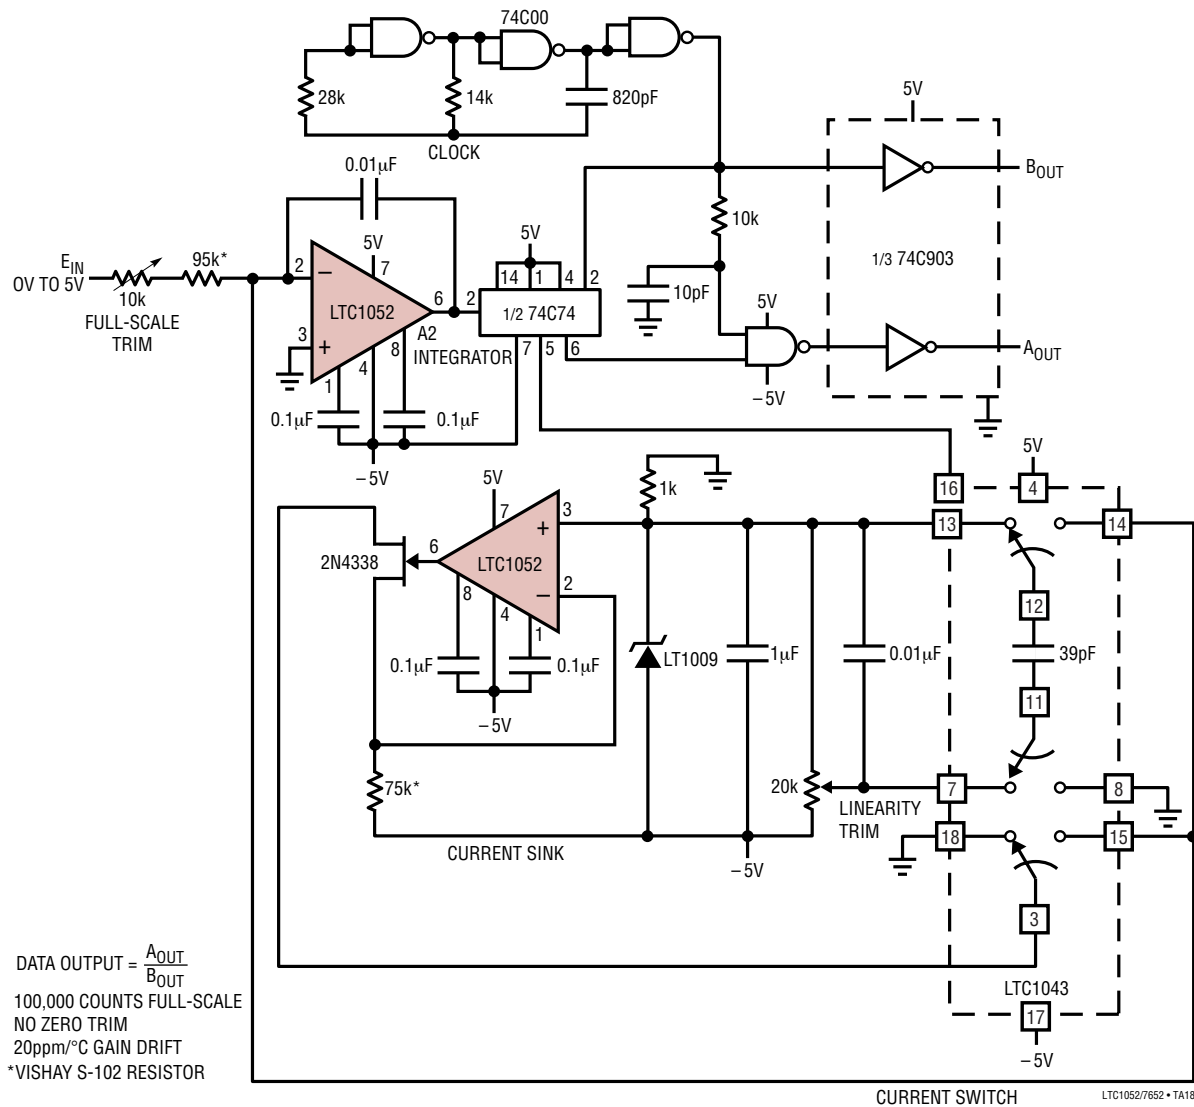 74C00
28k
14k
820pF
CLOCK
5V
0.01µF
BOUT
10k
EIN
0V TO 5V
95k*
10k
FULL-SCALE
TRIM
2
3
5V
7
6
LTC1052
A2
INTEGRATOR
8
4
1
0.1µF
0.1µF
–5V
5V
14
1
4
2
2
1/2 74C74
7
5
6
10pF
5V
–5V
1/3 74C903
AOUT
5V
7
3
6
LTC1052
2
8
4
1
2N4338
0.1µF
0.1µF
–5V
75k*
CURRENT SINK
1k
LT1009
1µF
20k
LINEARITY
TRIM
0.01µF
–5V
5V
16
4
13
14
12
39pF
11
7
8
18
15
3
LTC1043
17
–5V
DATA OUTPUT = AOUT
BOUT
100,000 COUNTS FULL-SCALE
NO ZERO TRIM
20ppm/°C GAIN DRIFT
*VISHAY S-102 RESISTOR
CURRENT SWITCH
LTC1052/7652 • TA18